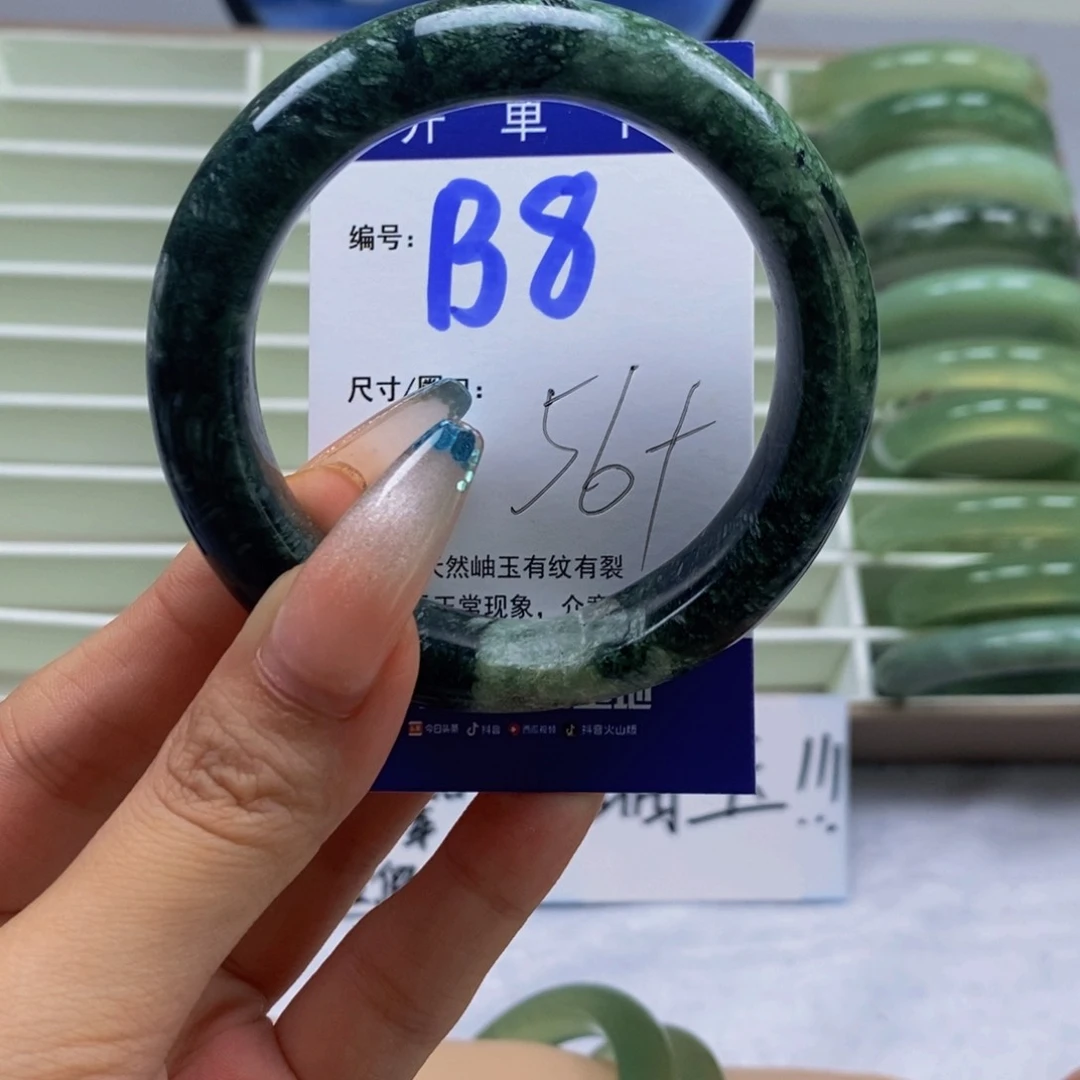 开单
编号：B8
尺寸/圈口： 56+
天然岫玉有纹有裂
正常现象，介意
今日头条 抖音 西瓜视频 抖音火山版
玉!!!